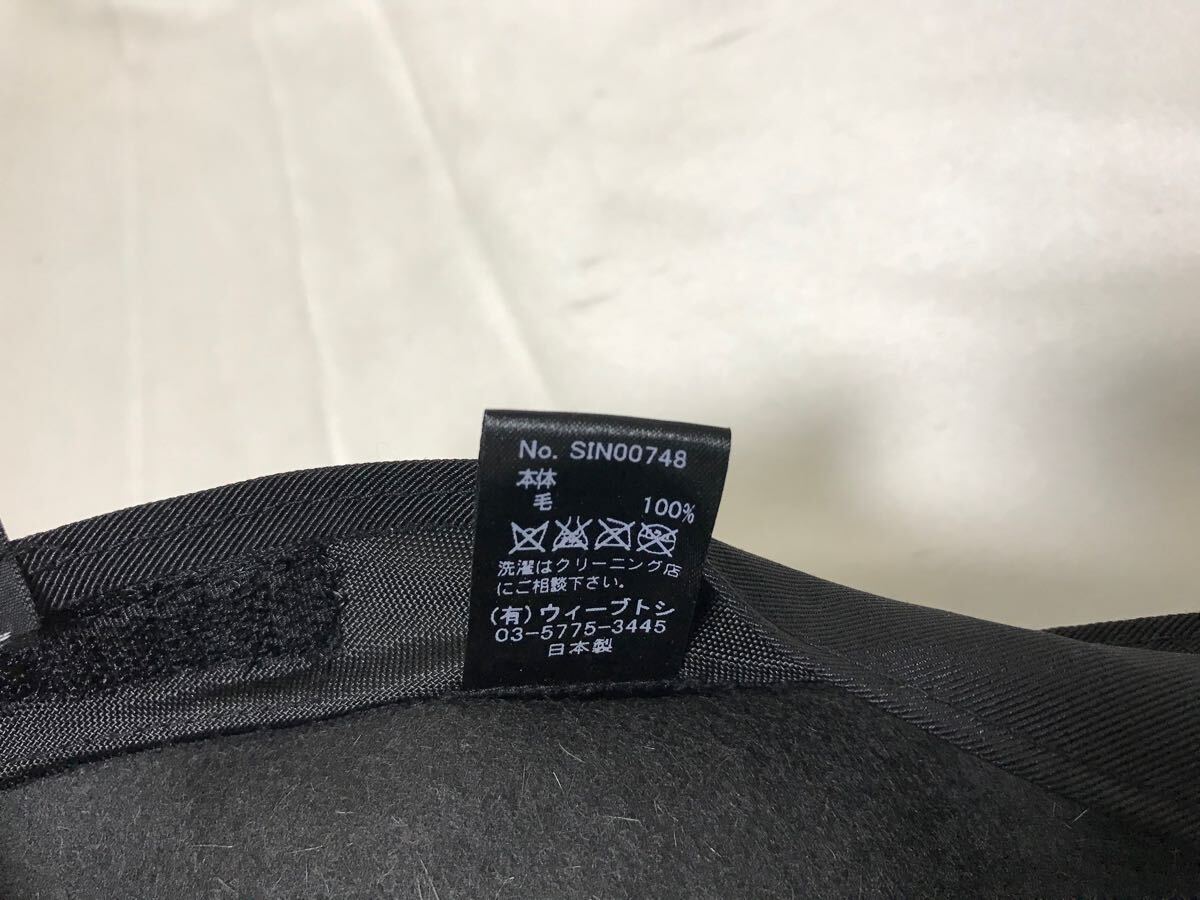 No. SIN00748
本体
毛 100%
洗濯はクリーニング店
にご相談下さい。
(有)ウィーブトシ
03-5775-3445
日本製